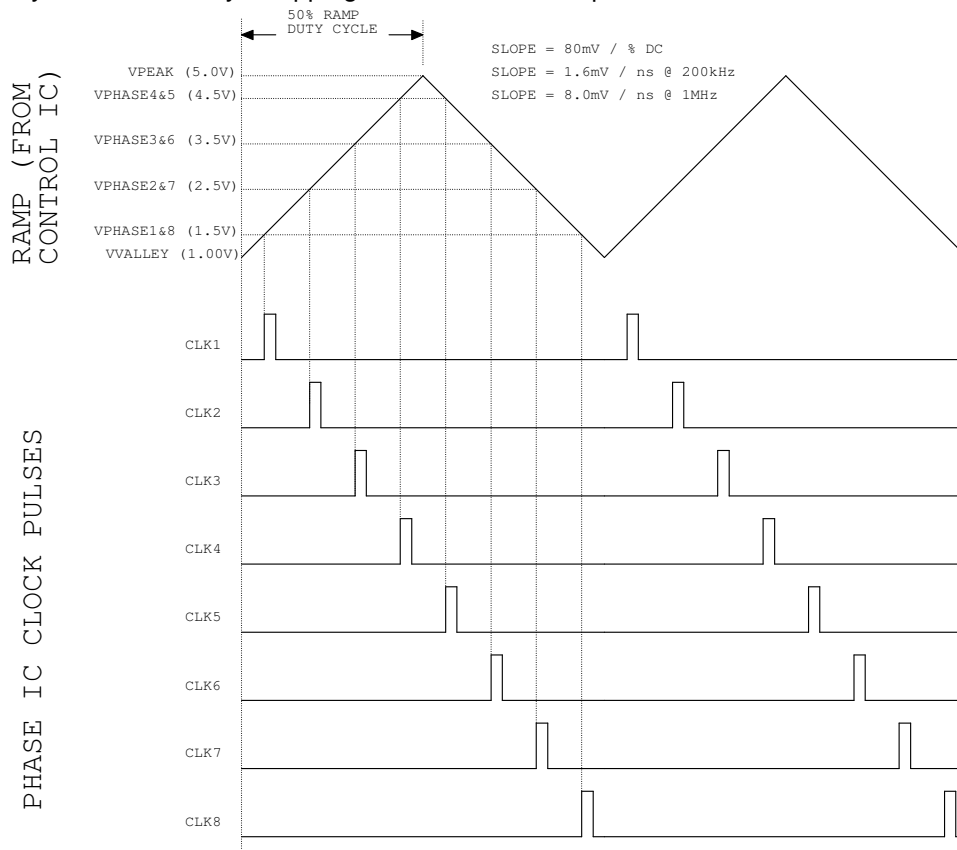 50% RAMP
DUTY CYCLE
SLOPE = 80mV / % DC
SLOPE = 1.6mV / ns @ 200kHz
SLOPE = 8.0mV / ns @ 1MHz
RAMP (FROM
CONTROL IC)
VPEAK (5.0V)
VPHASE4&5 (4.5V)
VPHASE3&6 (3.5V)
VPHASE2&7 (2.5V)
VPHASE1&8 (1.5V)
VVALLEY (1.00V)
PHASE IC CLOCK PULSES
CLK1
CLK2
CLK3
CLK4
CLK5
CLK6
CLK7
CLK8